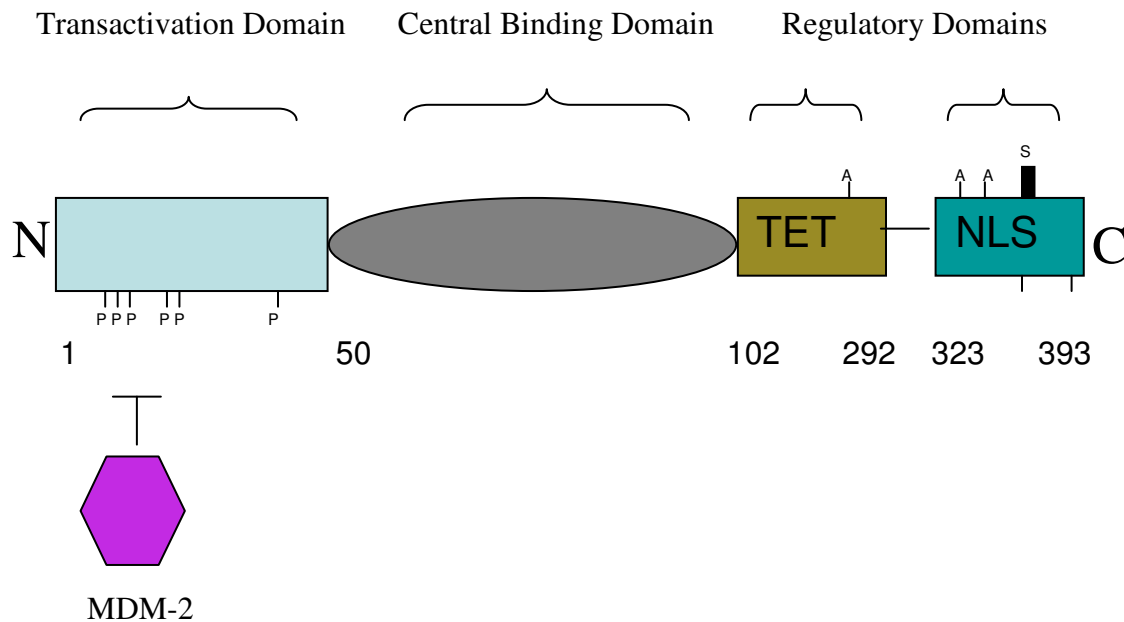 Transactivation Domain Central Binding Domain Regulatory Domains
S
A A A
N TET NLS C
P P P P P P
1 50 102 292 323 393
MDM-2